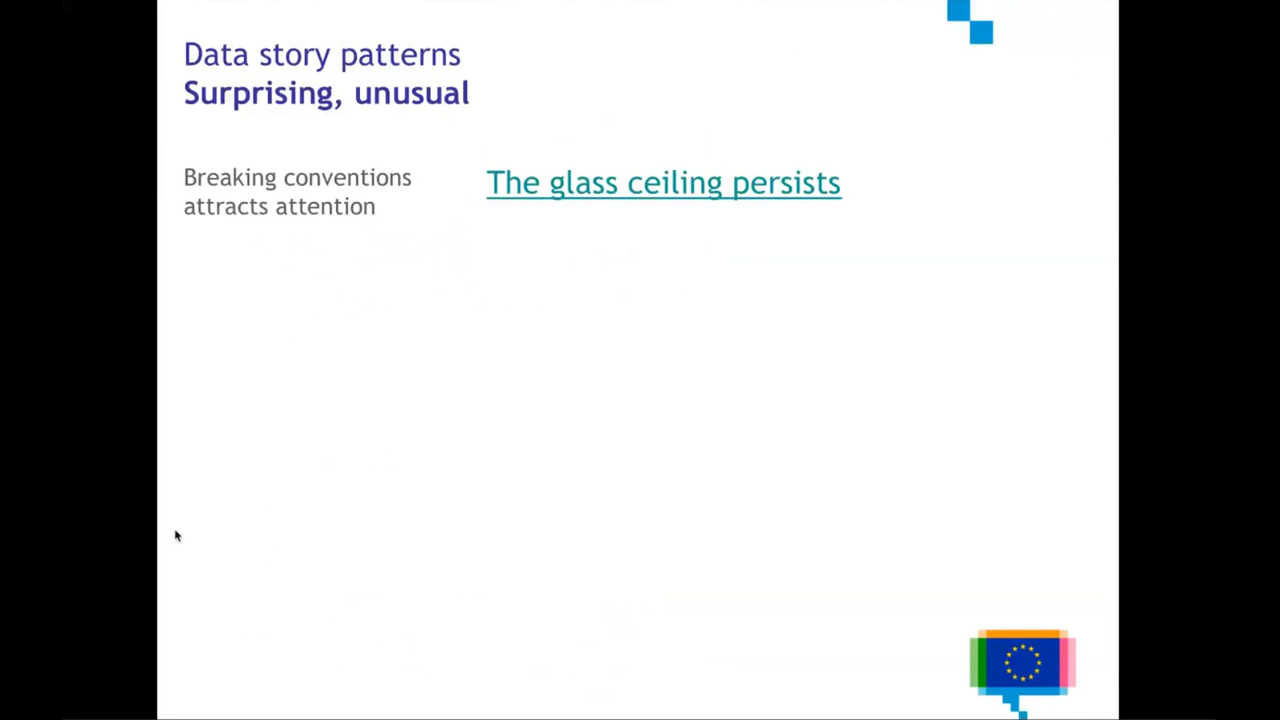 Data story patterns
Surprising, unusual
Breaking conventions
attracts attention
The glass ceiling persists